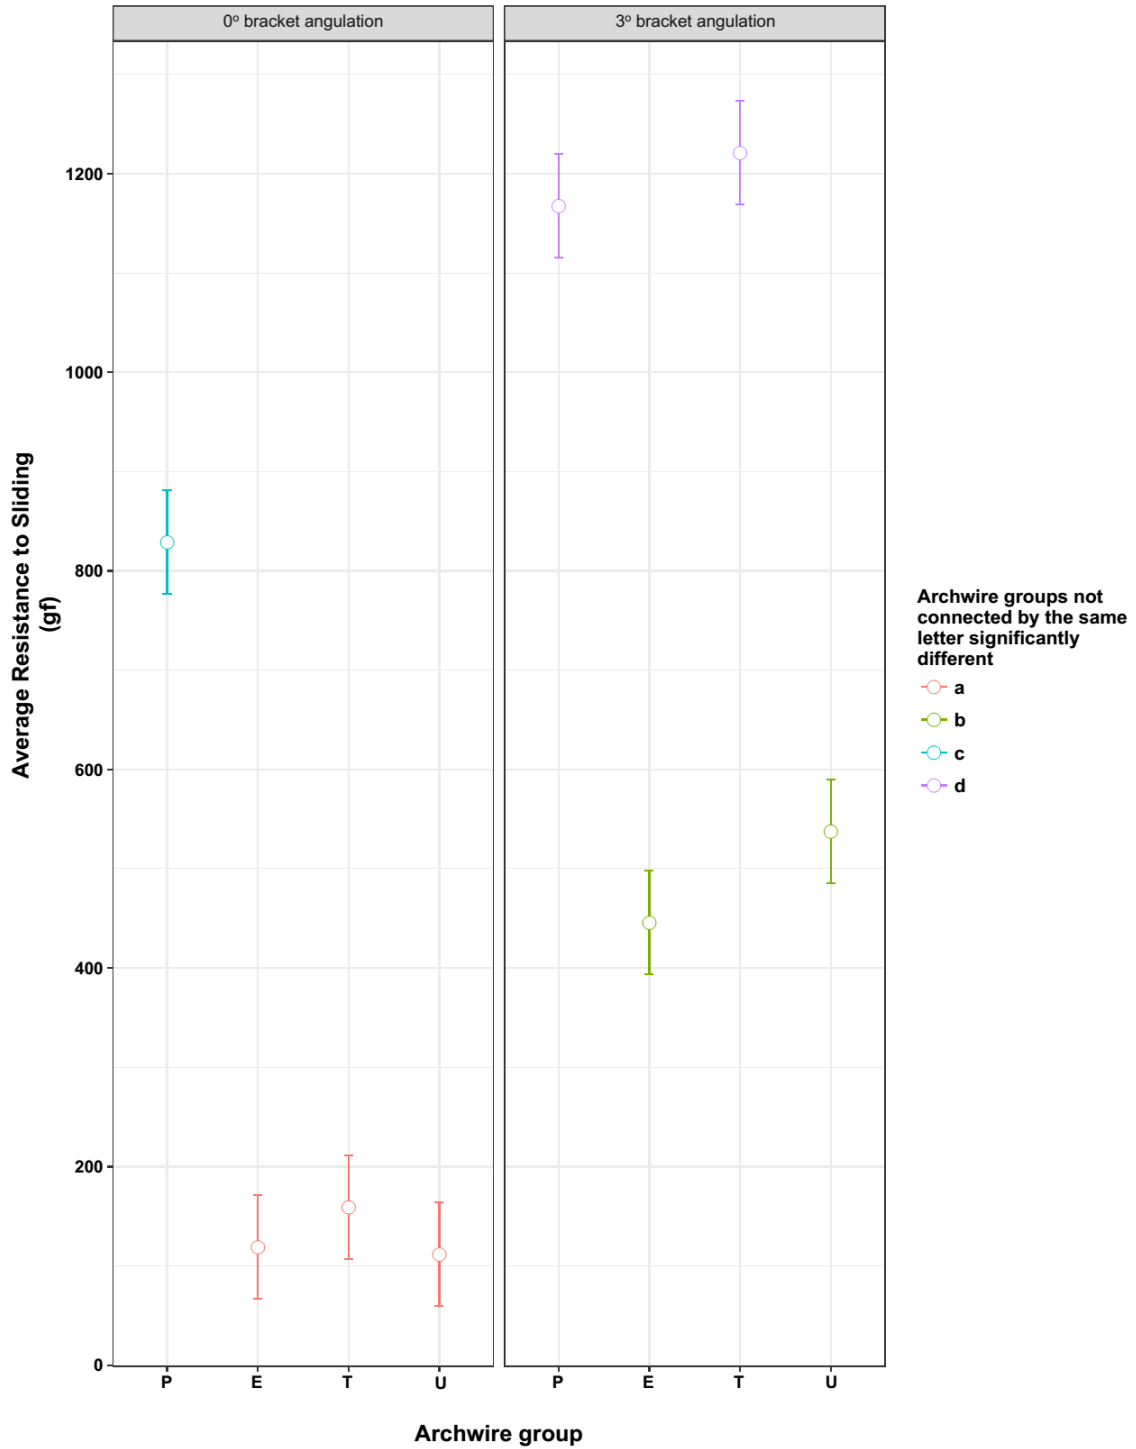 0º bracket angulation
3º bracket angulation
1200
1000
800
600
400
200
0
Average Resistance to Sliding
(gf)
P E T U
P E T U
Archwire group
Archwire groups not
connected by the same
letter significantly
different
a
b
c
d